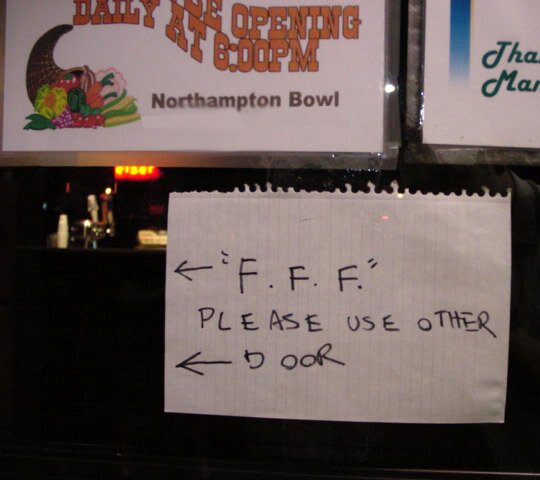 DAILY OPENING
AT 6:00PM
Northampton Bowl
← "F. F. F."
PLEASE USE OTHER
← DOOR